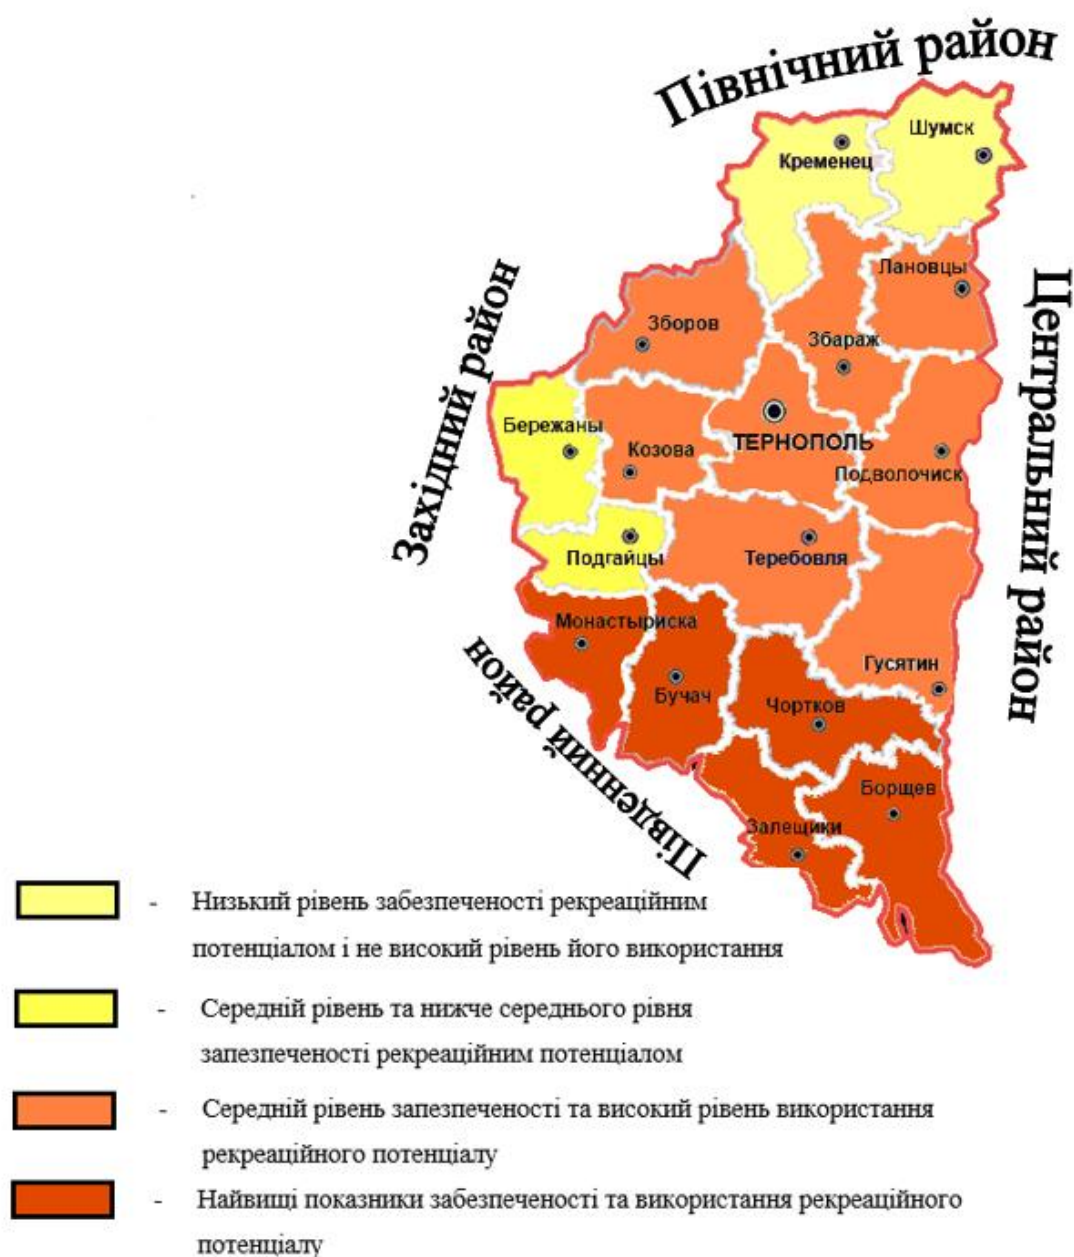 Північний район
Шумск
Кременец
Лановцы
Зборов
Збараж
Західний район
Центральний район
Бережаны
Козова
ТЕРНОПОЛЬ
Подволочиск
Подгайцы
Теребовля
Монастыриска
Гусятин
Бучач
Чортков
Південний район
Борщев
Залещики
- Низький рівень забезпеченості рекреаційним
потенціалом і не високий рівень його використання
- Середній рівень та нижче середнього рівня
запезпеченості рекреаційним потенціалом
- Середній рівень запезпеченості та високий рівень використання
рекреаційного потенціалу
- Найвищі показники забезпеченості та використання рекреаційного
потенціалу